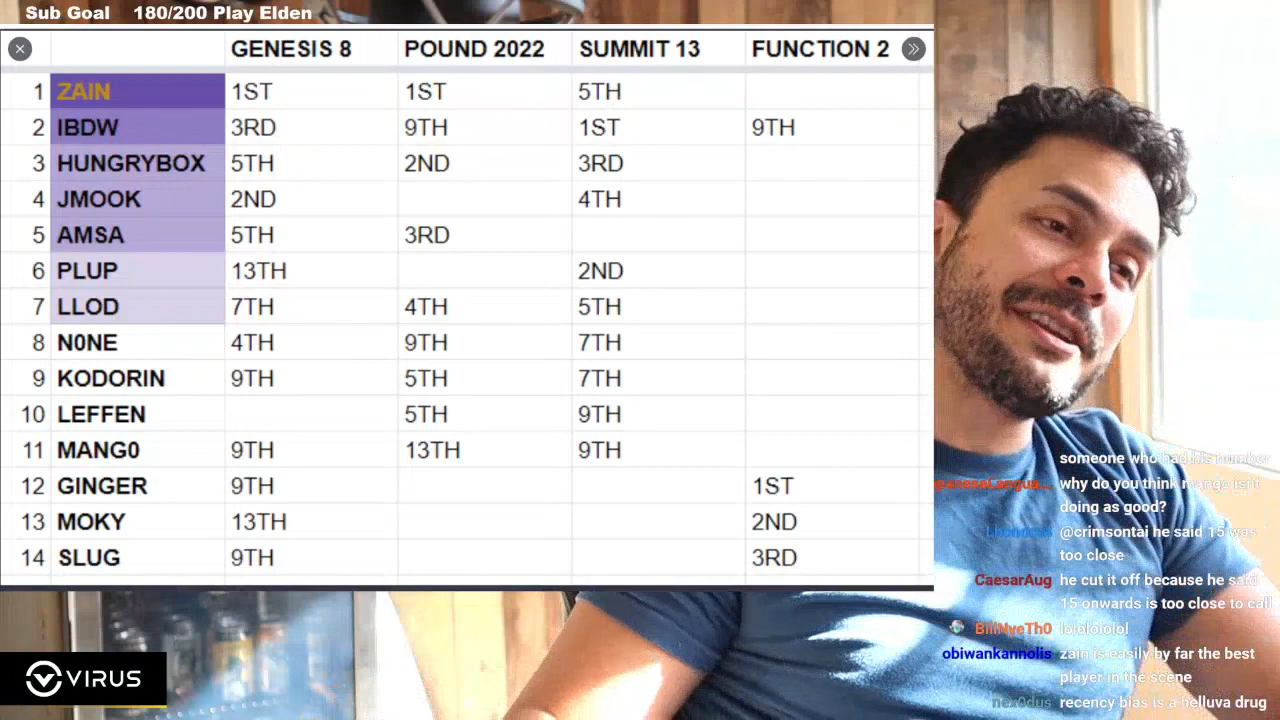 Sub Goal 180/200 Play Elden
GENESIS 8 POUND 2022 SUMMIT 13 FUNCTION 2
1 ZAIN 1ST 1ST 5TH
2 IBDW 3RD 9TH 1ST 9TH
3 HUNGRYBOX 5TH 2ND 3RD
4 JMOOK 2ND 4TH
5 AMSA 5TH 3RD
6 PLUP 13TH 2ND
7 LLOD 7TH 4TH 5TH
8 N0NE 4TH 9TH 7TH
9 KODORIN 9TH 5TH 7TH
10 LEFFEN 5TH 9TH
11 MANG0 9TH 13TH 9TH
12 GINGER 9TH 1ST
13 MOKY 13TH 2ND
14 SLUG 9TH 3RD
someone who had his number
why do you think mango isnt
doing as good?
@crimsontai he said 15 was
too close
CaesarAug he cut it off because he said
15 onwards is too close to call
BillNyeTh0 lololololol
obiwankannolis zain is easily by far the best
player in the scene
nex0dus recency bias is a helluva drug
VIRUS